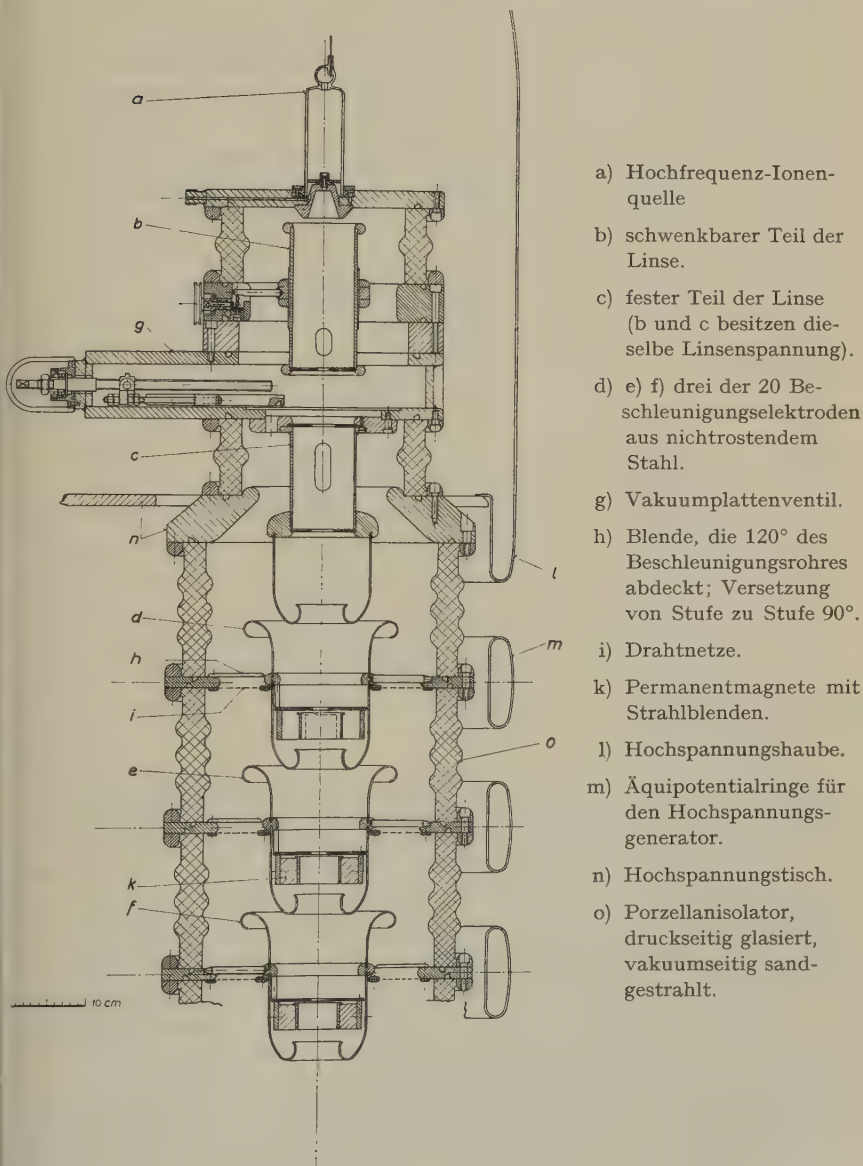 a
b
g
c
n
d
h
i
e
k
f
l
m
o
10 cm
a) Hochfrequenz-Ionen-
quelle
b) schwenkbarer Teil der
Linse.
c) fester Teil der Linse
(b und c besitzen die-
selbe Linsenspannung).
d) e) f) drei der 20 Be-
schleunigungselektroden
aus nichtrostendem
Stahl.
g) Vakuumplattenventil.
h) Blende, die 120° des
Beschleunigungsrohres
abdeckt; Versetzung
von Stufe zu Stufe 90°.
i) Drahtnetze.
k) Permanentmagnete mit
Strahlblenden.
l) Hochspannungshaube.
m) Äquipotentialringe für
den Hochspannungs-
generator.
n) Hochspannungstisch.
o) Porzellanisolator,
druckseitig glasiert,
vakuumseitig sand-
gestrahlt.